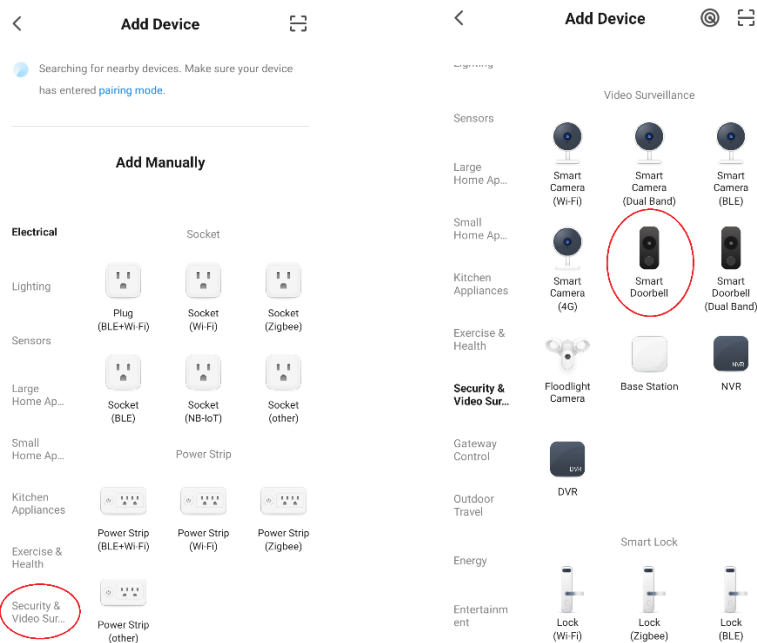 Add Device
Searching for nearby devices. Make sure your device
has entered pairing mode.
Add Manually
Electrical
Lighting
Sensors
Large
Home Ap...
Small
Home Ap...
Kitchen
Appliances
Exercise &
Health
Security &
Video Sur...
Socket
Plug
(BLE+Wi-Fi)
Socket
(Wi-Fi)
Socket
(Zigbee)
Socket
(BLE)
Socket
(NB-IoT)
Socket
(other)
Power Strip
Power Strip
(BLE+Wi-Fi)
Power Strip
(Wi-Fi)
Power Strip
(Zigbee)
Power Strip
(other)
Add Device
Lighting
Sensors
Large
Home Ap...
Small
Home Ap...
Kitchen
Appliances
Exercise &
Health
Security &
Video Sur...
Gateway
Control
Outdoor
Travel
Energy
Entertainm
ent
Video Surveillance
Smart
Camera
(Wi-Fi)
Smart
Camera
(Dual Band)
Smart
Camera
(BLE)
Smart
Camera
(4G)
Smart
Doorbell
Smart
Doorbell
(Dual Band)
Floodlight
Camera
Base Station
NVR
NVR
DVR
Smart Lock
Lock
(Wi-Fi)
Lock
(Zigbee)
Lock
(BLE)